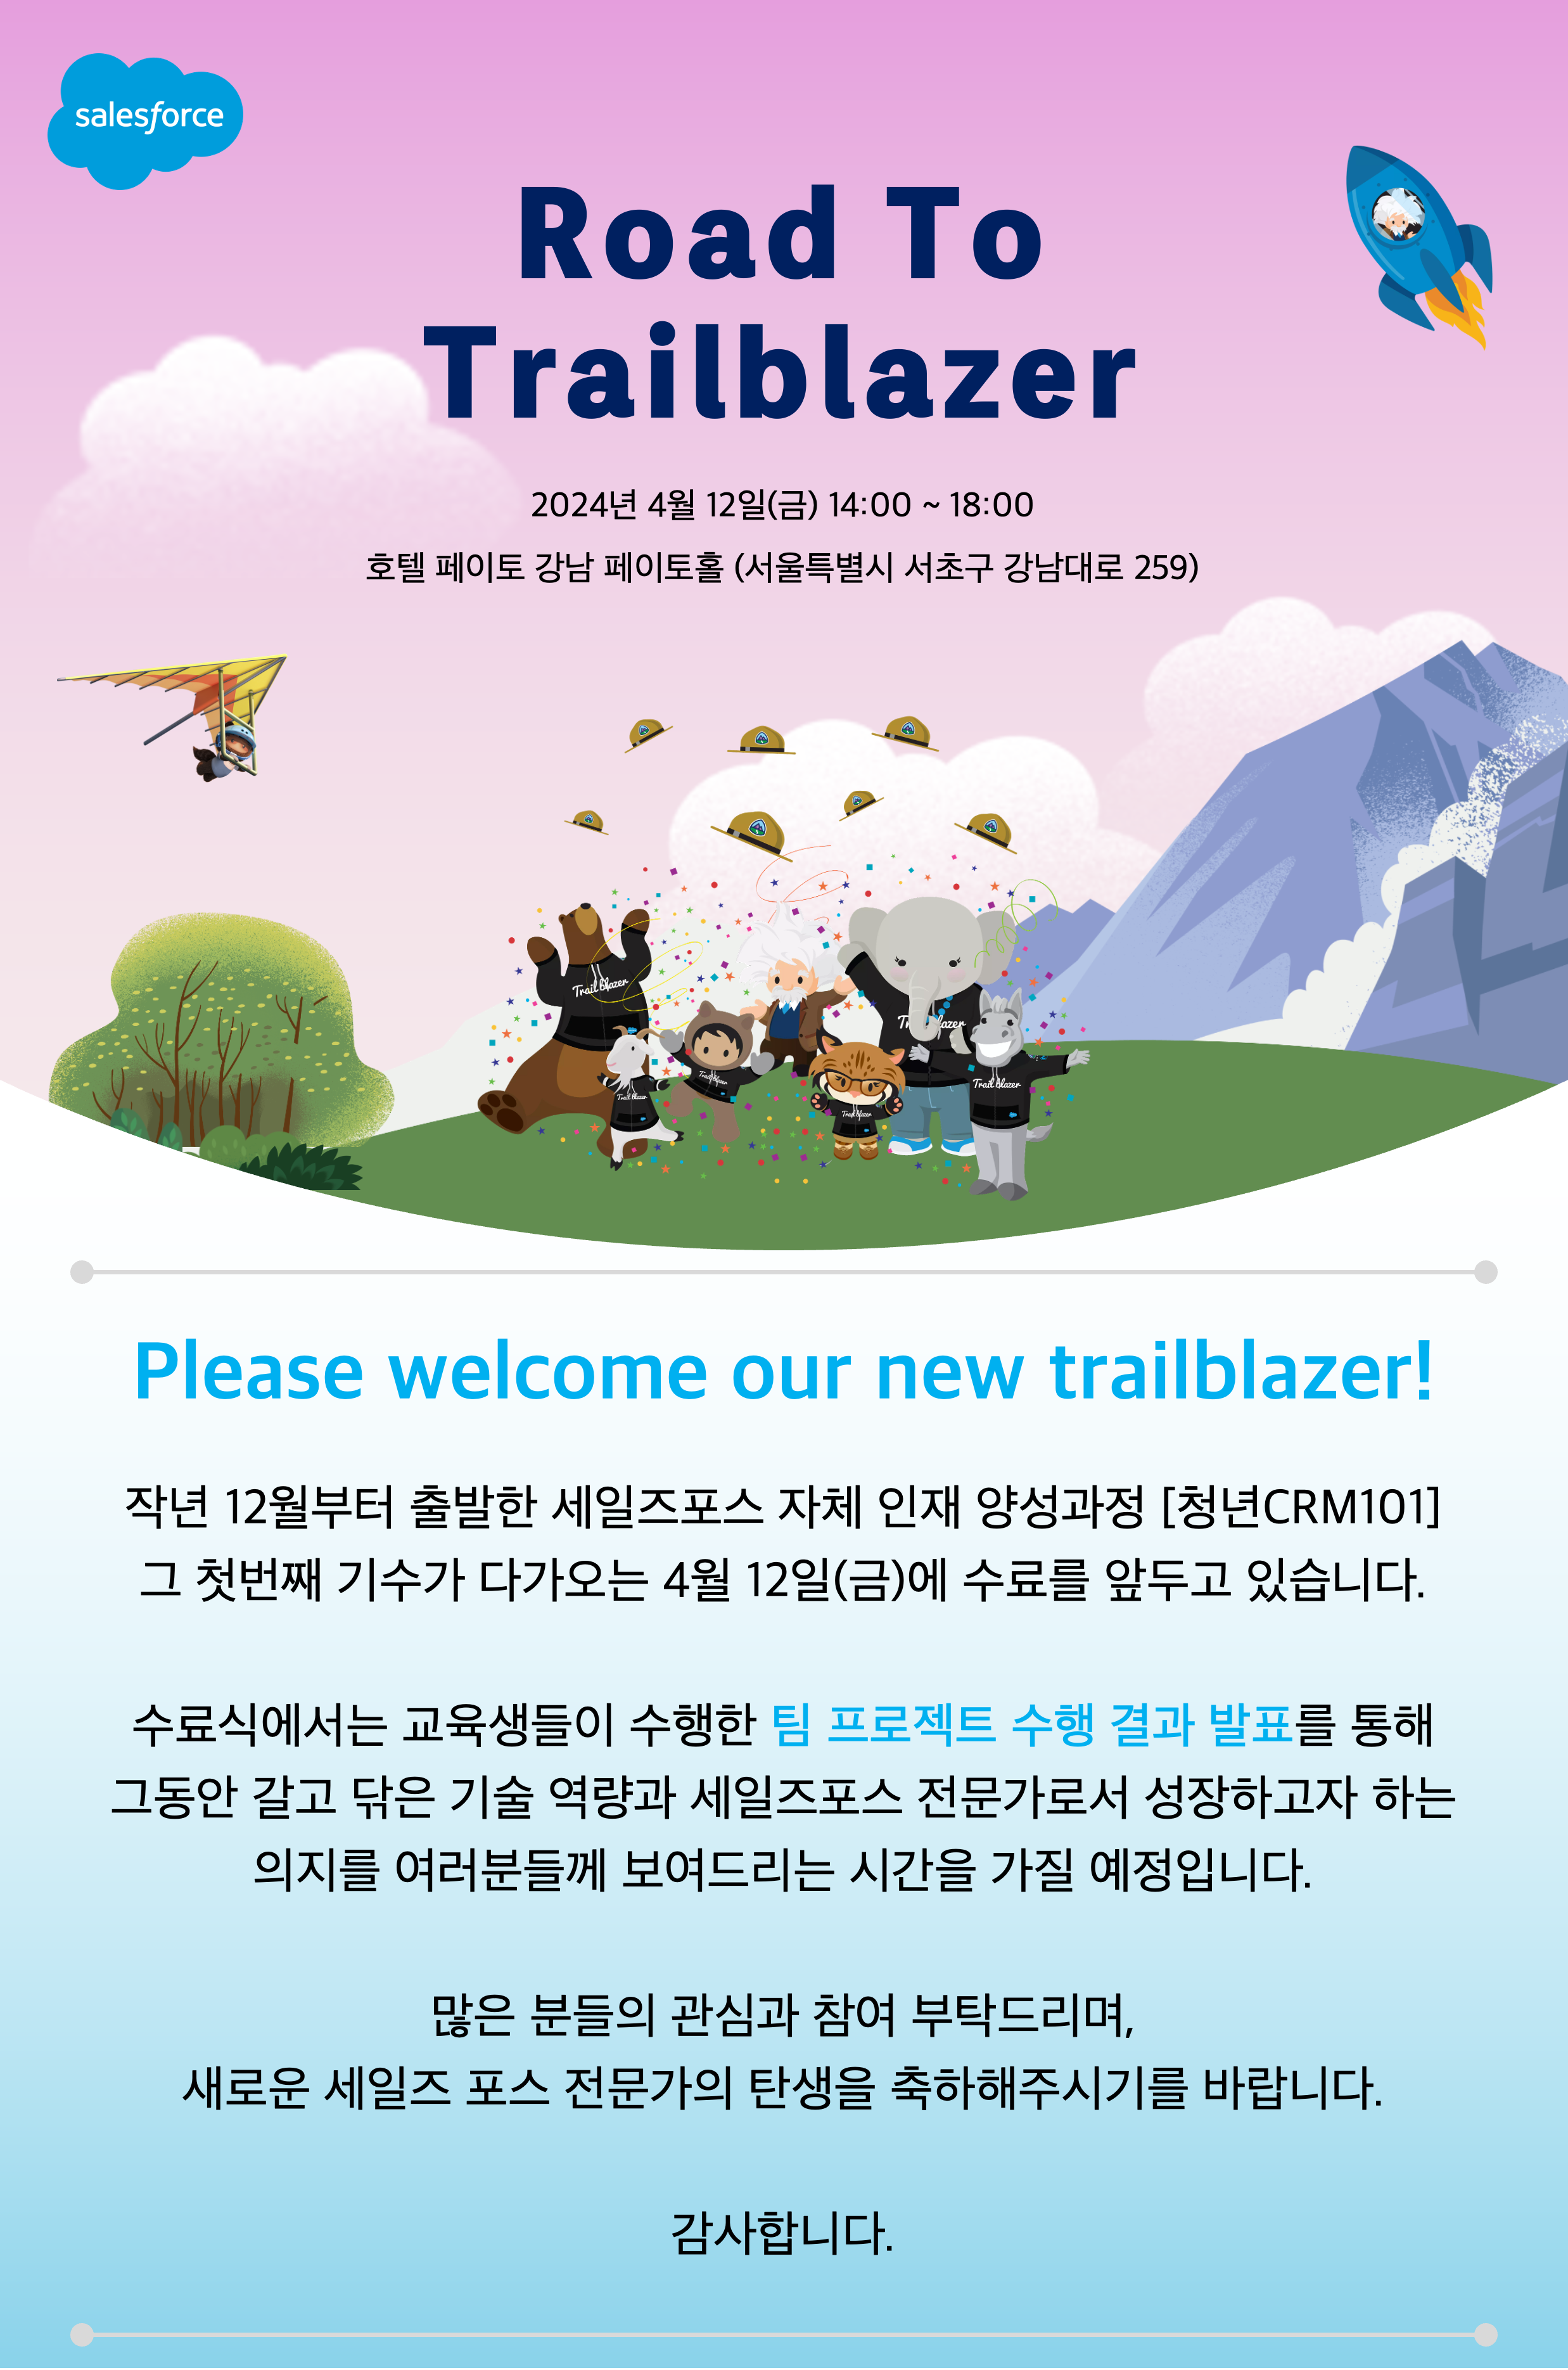 salesforce
Road To
Trailblazer
2024년 4월 12일(금) 14:00 ~ 18:00
호텔 페이토 강남 페이토홀 (서울특별시 서초구 강남대로 259)
Trailblazer
Trailblazer
Trailblazer
Trailblazer
Trailblazer
Trailblazer
Please welcome our new trailblazer!
작년 12월부터 출발한 세일즈포스 자체 인재 양성과정 [청년CRM101]
그 첫번째 기수가 다가오는 4월 12일(금)에 수료를 앞두고 있습니다.
수료식에서는 교육생들이 수행한 팀 프로젝트 수행 결과 발표를 통해
그동안 갈고 닦은 기술 역량과 세일즈포스 전문가로서 성장하고자 하는
의지를 여러분들께 보여드리는 시간을 가질 예정입니다.
많은 분들의 관심과 참여 부탁드리며,
새로운 세일즈 포스 전문가의 탄생을 축하해주시기를 바랍니다.
감사합니다.